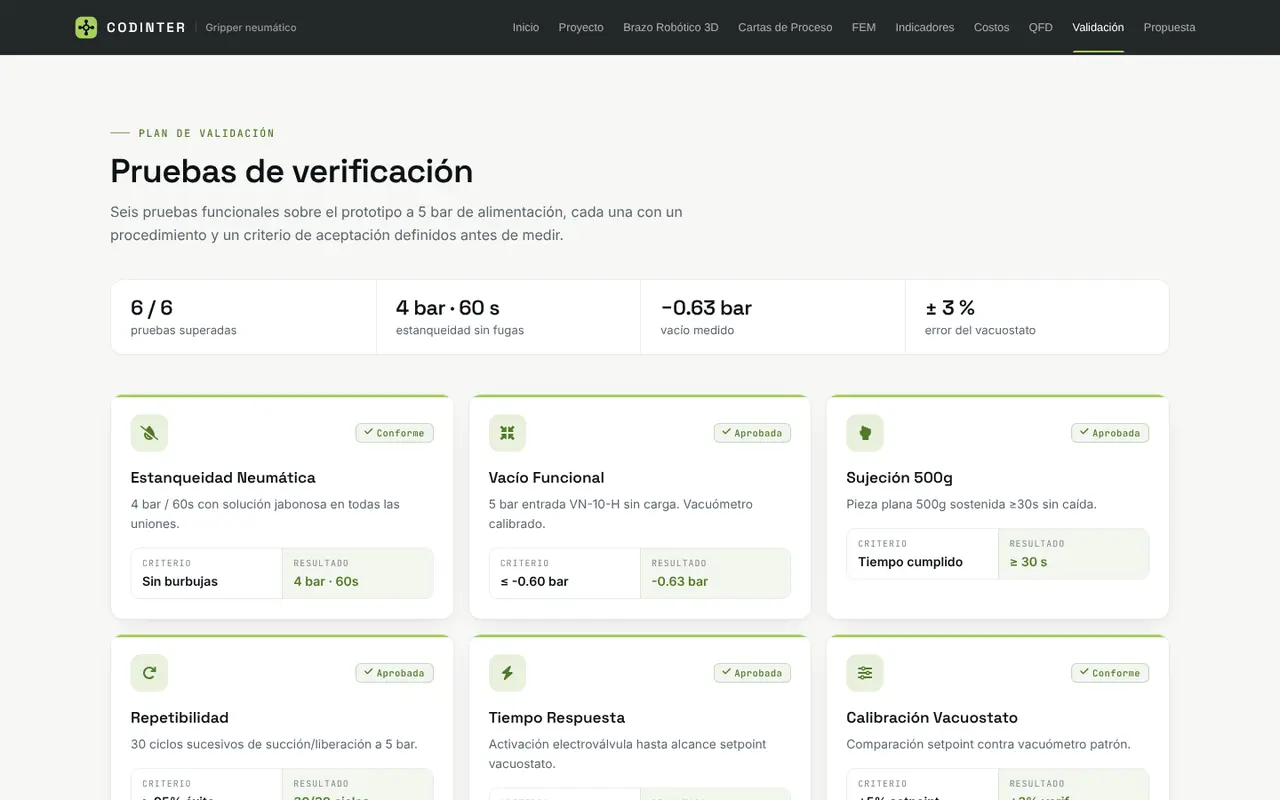 CODINTER
Gripper neumático
Inicio
Proyecto
Brazo Robótico 3D
Cartas de Proceso
FEM
Indicadores
Costos
QFD
Validación
Propuesta
PLAN DE VALIDACIÓN
Pruebas de verificación
Seis pruebas funcionales sobre el prototipo a 5 bar de alimentación, cada una con un
procedimiento y un criterio de aceptación definidos antes de medir.
6 / 6
pruebas superadas
4 bar · 60 s
estanqueidad sin fugas
−0.63 bar
vacío medido
± 3 %
error del vacuostato
Conforme
Estanqueidad Neumática
4 bar / 60s con solución jabonosa en todas las
uniones.
CRITERIO
Sin burbujas
RESULTADO
4 bar · 60s
Aprobada
Vacío Funcional
5 bar entrada VN-10-H sin carga. Vacuómetro
calibrado.
CRITERIO
≤ -0.60 bar
RESULTADO
-0.63 bar
Aprobada
Sujeción 500g
Pieza plana 500g sostenida ≥30s sin caída.
CRITERIO
Tiempo cumplido
RESULTADO
≥ 30 s
Aprobada
Repetibilidad
30 ciclos sucesivos de succión/liberación a 5 bar.
CRITERIO
RESULTADO
Aprobada
Tiempo Respuesta
Activación electroválvula hasta alcance setpoint
vacuostato.
Conforme
Calibración Vacuostato
Comparación setpoint contra vacuómetro patrón.
CRITERIO
RESULTADO